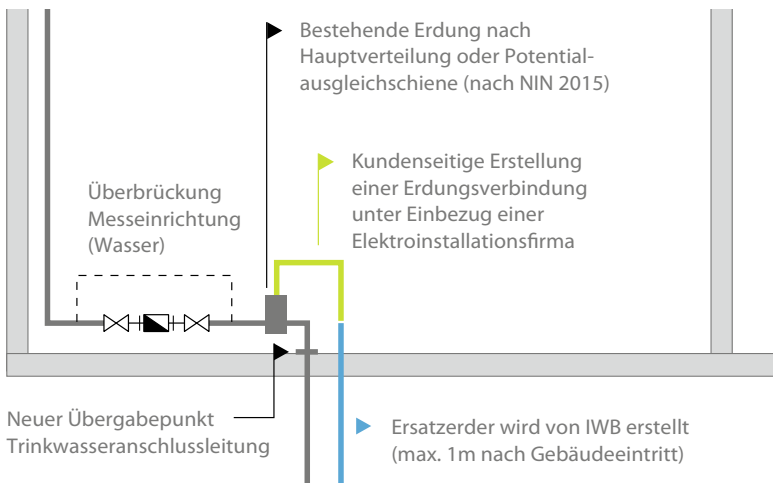 Bestehende Erdung nach
Hauptverteilung oder Potential-
ausgleichschiene (nach NIN 2015)
Kundenseitige Erstellung
einer Erdungsverbindung
unter Einbezug einer
Elektroinstallationsfirma
Überbrückung
Messeinrichtung
(Wasser)
Neuer Übergabepunkt
Trinkwasseranschlussleitung
Ersatzerder wird von IWB erstellt
(max. 1m nach Gebäudeeintritt)